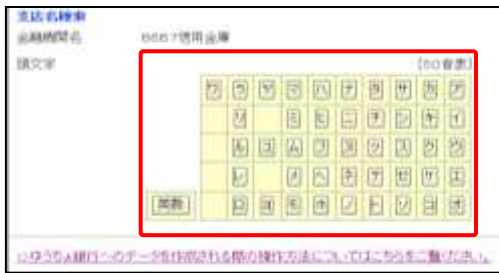 支店名検索
金融機関名 6667信用金庫
頭文字 [50音表]
ワ ラ ヤ マ ハ ナ タ サ カ ア
リ ミ ヒ ニ チ シ キ イ
ル ユ ム フ ヌ ツ ス ク ウ
レ メ ヘ ネ テ セ ケ エ
英数 ロ ヨ モ ホ ノ ト ソ コ オ
ゆうちょ銀行へのデータを作成される際の操作方法についてはこちらをご覧ください。